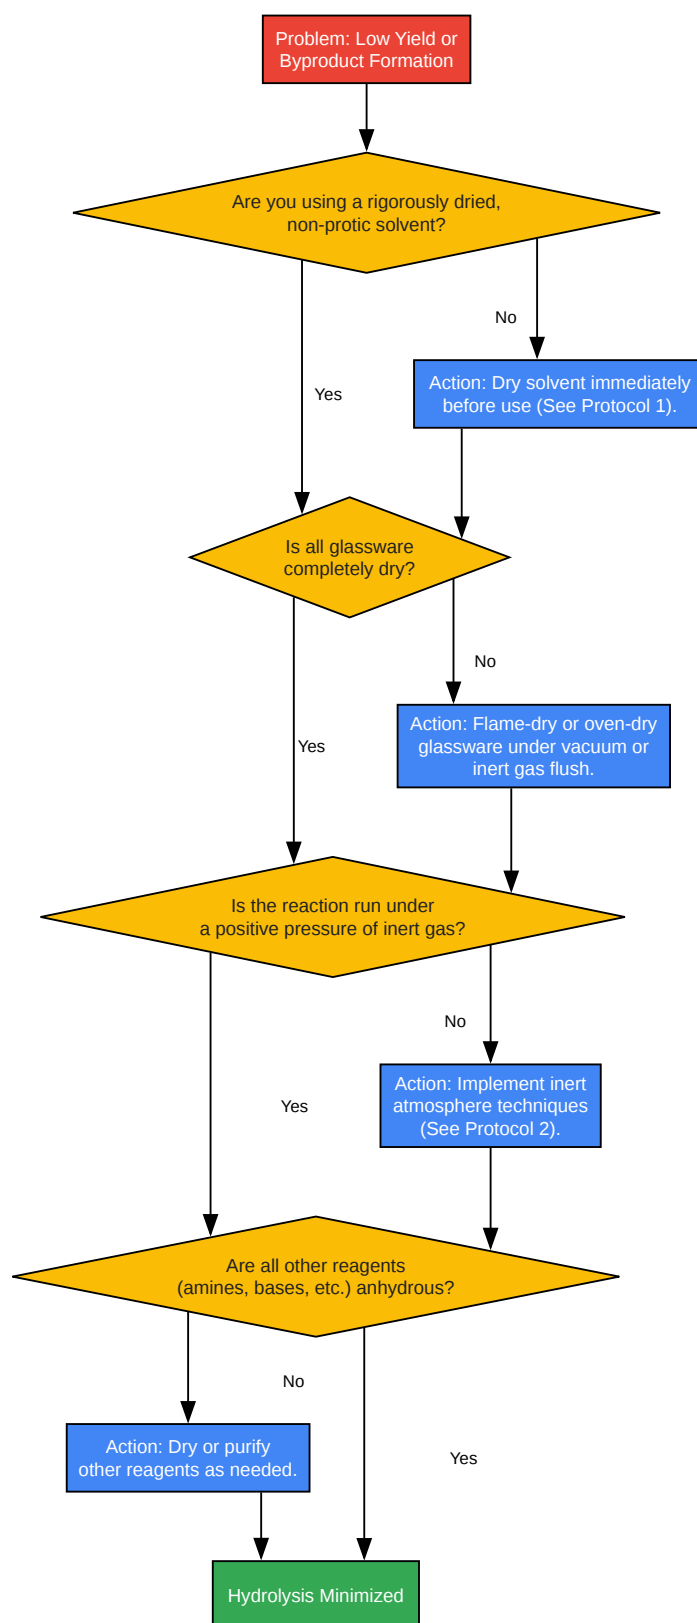 Problem: Low Yield or
Byproduct Formation
Are you using a rigorously dried,
non-protic solvent?
No
Action: Dry solvent immediately
before use (See Protocol 1).
Yes
Is all glassware
completely dry?
No
Action: Flame-dry or oven-dry
glassware under vacuum or
inert gas flush.
Yes
Is the reaction run under
a positive pressure of inert gas?
No
Action: Implement inert
atmosphere techniques
(See Protocol 2).
Yes
Are all other reagents
(amines, bases, etc.) anhydrous?
No
Action: Dry or purify
other reagents as needed.
Yes
Hydrolysis Minimized